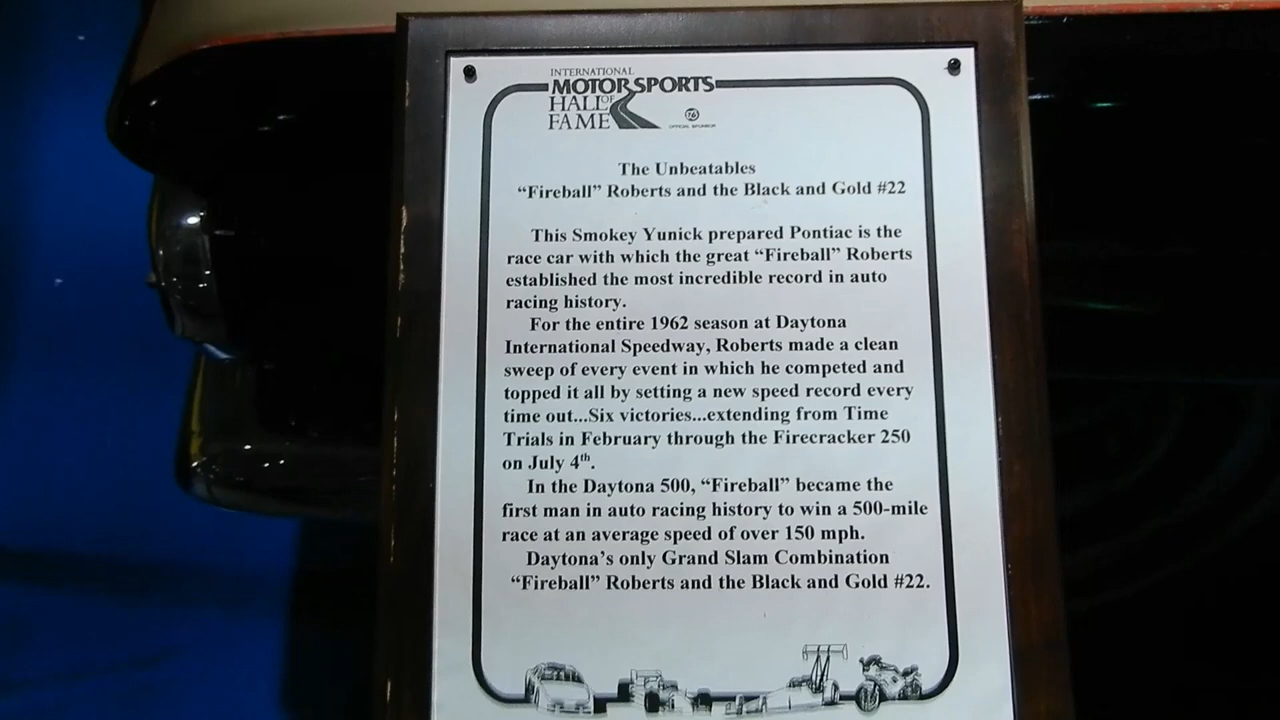 INTERNATIONAL
MOTORSPORTS
HALL OF
FAME
76
OFFICIAL SPONSOR
The Unbeatables
“Fireball” Roberts and the Black and Gold #22
This Smokey Yunick prepared Pontiac is the
race car with which the great “Fireball” Roberts
established the most incredible record in auto
racing history.
For the entire 1962 season at Daytona
International Speedway, Roberts made a clean
sweep of every event in which he competed and
topped it all by setting a new speed record every
time out...Six victories...extending from Time
Trials in February through the Firecracker 250
on July 4th.
In the Daytona 500, “Fireball” became the
first man in auto racing history to win a 500-mile
race at an average speed of over 150 mph.
Daytona’s only Grand Slam Combination
“Fireball” Roberts and the Black and Gold #22.